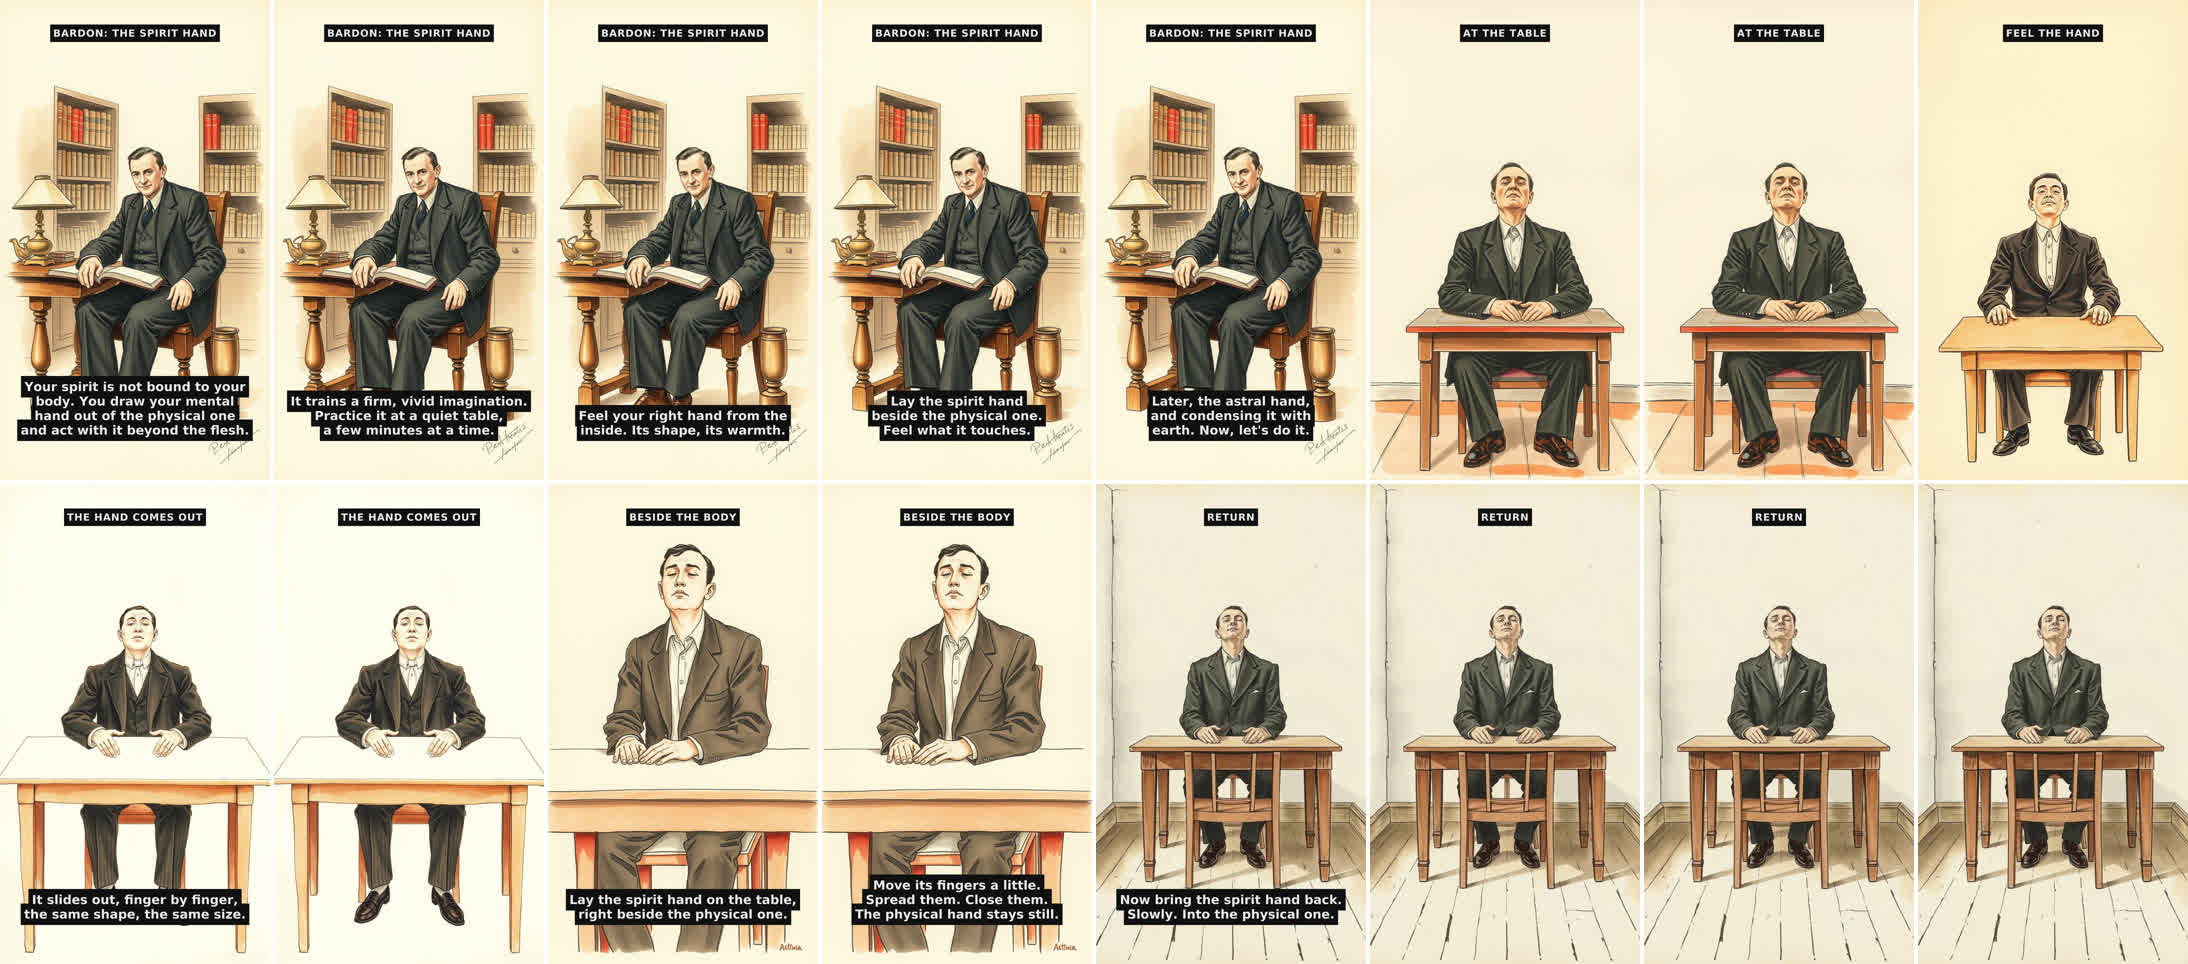 BARDON: THE SPIRIT HAND
Your spirit is not bound to your
body. You draw your mental
hand out of the physical one
and act with it beyond the flesh.
BARDON: THE SPIRIT HAND
It trains a firm, vivid imagination.
Practice it at a quiet table,
a few minutes at a time.
BARDON: THE SPIRIT HAND
Feel your right hand from the
inside. Its shape, its warmth.
BARDON: THE SPIRIT HAND
Lay the spirit hand
beside the physical one.
Feel what it touches.
BARDON: THE SPIRIT HAND
Later, the astral hand,
and condensing it with
earth. Now, let's do it.
AT THE TABLE
AT THE TABLE
FEEL THE HAND
THE HAND COMES OUT
It slides out, finger by finger,
the same shape, the same size.
THE HAND COMES OUT
BESIDE THE BODY
Lay the spirit hand on the table,
right beside the physical one.
BESIDE THE BODY
Move its fingers a little.
Spread them. Close them.
The physical hand stays still.
RETURN
Now bring the spirit hand back.
Slowly. Into the physical one.
RETURN
RETURN